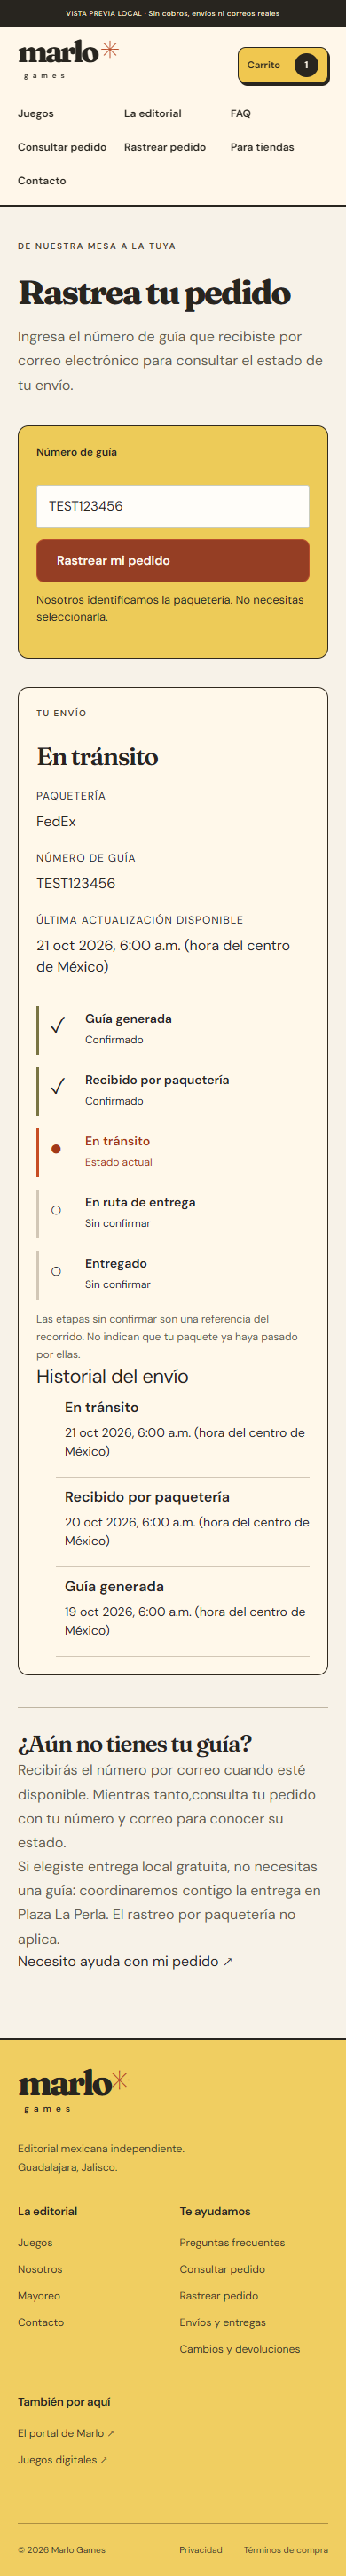 VISTA PREVIA LOCAL · Sin cobros, envíos ni correos reales
marlo
games
Carrito 1
Juegos La editorial FAQ
Consultar pedido Rastrear pedido Para tiendas
Contacto
DE NUESTRA MESA A LA TUYA
Rastrea tu pedido
Ingresa el número de guía que recibiste por
correo electrónico para consultar el estado de
tu envío.
Número de guía
TEST123456
Rastrear mi pedido
Nosotros identificamos la paquetería. No necesitas
seleccionarla.
TU ENVÍO
En tránsito
PAQUETERÍA
FedEx
NÚMERO DE GUÍA
TEST123456
ÚLTIMA ACTUALIZACIÓN DISPONIBLE
21 oct 2026, 6:00 a.m. (hora del centro
de México)
Guía generada
Confirmado
Recibido por paquetería
Confirmado
En tránsito
Estado actual
En ruta de entrega
Sin confirmar
Entregado
Sin confirmar
Las etapas sin confirmar son una referencia del
recorrido. No indican que tu paquete ya haya pasado
por ellas.
Historial del envío
En tránsito
21 oct 2026, 6:00 a.m. (hora del centro de
México)
Recibido por paquetería
20 oct 2026, 6:00 a.m. (hora del centro de
México)
Guía generada
19 oct 2026, 6:00 a.m. (hora del centro de
México)
¿Aún no tienes tu guía?
Recibirás el número por correo cuando esté
disponible. Mientras tanto,consulta tu pedido
con tu número y correo para conocer su
estado.
Si elegiste entrega local gratuita, no necesitas
una guía: coordinaremos contigo la entrega en
Plaza La Perla. El rastreo por paquetería no
aplica.
Necesito ayuda con mi pedido ↗
marlo
games
Editorial mexicana independiente.
Guadalajara, Jalisco.
La editorial
Juegos
Nosotros
Mayoreo
Contacto
Te ayudamos
Preguntas frecuentes
Consultar pedido
Rastrear pedido
Envíos y entregas
Cambios y devoluciones
También por aquí
El portal de Marlo ↗
Juegos digitales ↗
© 2026 Marlo Games Privacidad Términos de compra